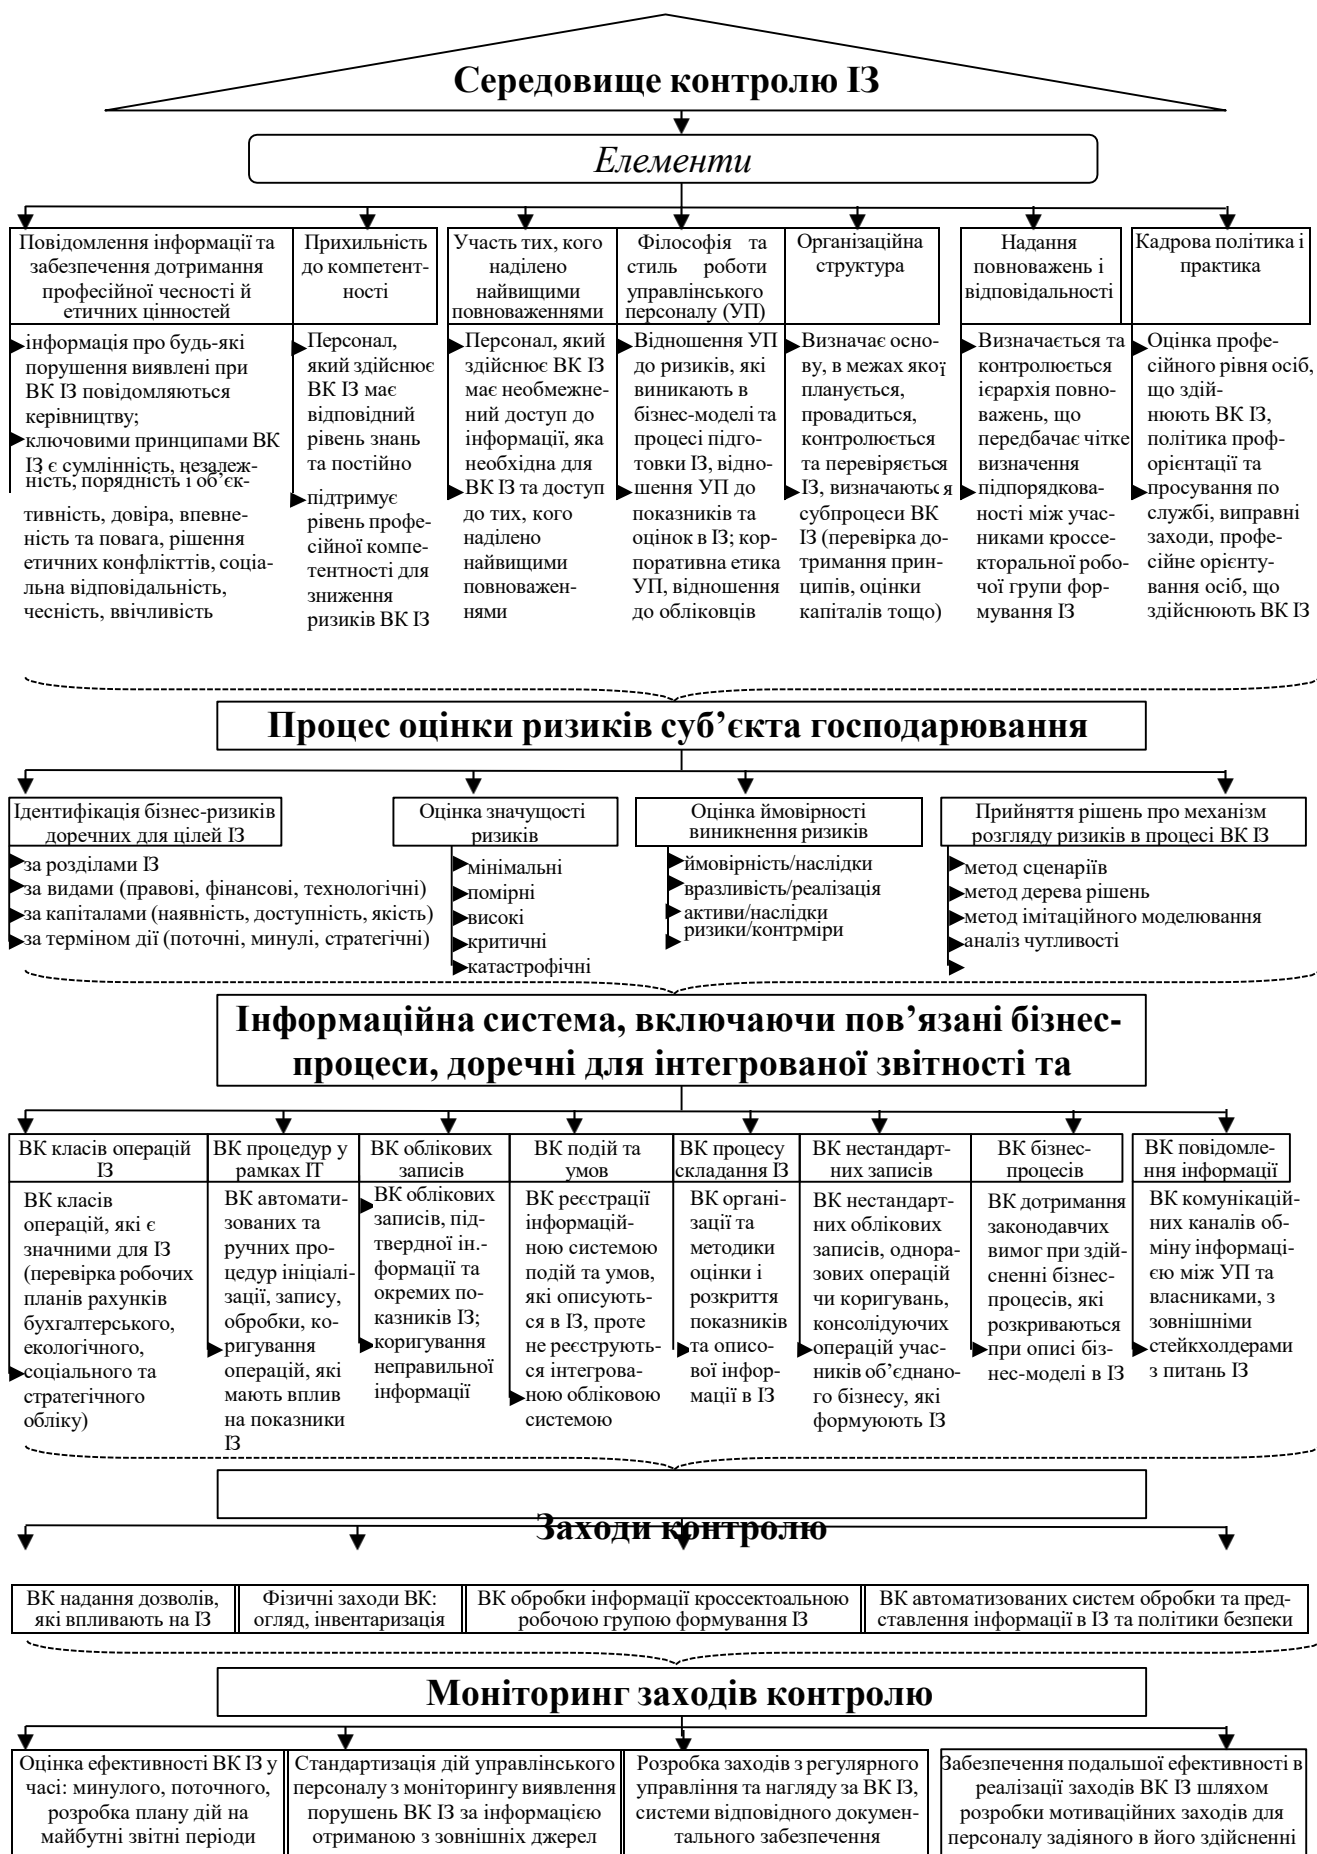 Середовище контролю ІЗ
Елементи
Повідомлення інформації та
забезпечення дотримання
професійної чесності й
етичних цінностей
Прихильність
до компетент-
ності
Участь тих, кого
наділено
найвищими
повноваженнями
Філософія та
стиль роботи
управлінського
персоналу (УП)
Організаційна
структура
Надання
повноважень і
відповідальності
Кадрова політика і
практика
інформація про будь-які
порушення виявлені при
ВК ІЗ повідомляються
керівництву;
ключовими принципами ВК
ІЗ є сумлінність, незалеж-
ність, порядність і об’єк-
тивність, довіра, впевне-
ність та повага, рішення
етичних конфлікттів, соціа-
льна відповідальність,
чесність, ввічливість
Персонал,
який здійснює
ВК ІЗ має
відповідний
рівень знань
та постійно
підтримує
рівень профе-
сійної компе-
тентності для
зниження
ризиків ВК ІЗ
Персонал, який
здійснює ВК ІЗ
має необмежне-
ний доступ до
інформації, яка
необхідна для
ВК ІЗ та доступ
до тих, кого
наділено
найвищими
повноважен-
нями
Відношення УП
до ризиків, які
виникають в
бізнес-моделі та
процесі підго-
товки ІЗ, відно-
шення УП до
показників та
оцінок в ІЗ; кор-
поративна етика
УП, відношення
до обліковців
Визначає осно-
ву, в межах якої
планується,
провадиться,
контролюється
та перевіряється
ІЗ, визначаються
субпроцеси ВК
ІЗ (перевірка до-
тримання прин-
ципів, оцінки
капіталів тощо)
Визначається та
контролюється
ієрархія повно-
важень, що
передбачає чітке
визначення
підпорядкова-
ності між учас-
никами кроссе-
кторальної робо-
чої групи фор-
мування ІЗ
Оцінка профе-
сійного рівня осіб,
що здій-
нюють ВК ІЗ,
політика проф-
орієнтації та
просування по
службі, виправні
заходи, профе-
сійне орієнту-
вання осіб, що
здійснюють ВК ІЗ
Процес оцінки ризиків суб’єкта господарювання
Ідентифікація бізнес-ризиків
доречних для цілей ІЗ
Оцінка значущості
ризиків
Оцінка ймовірності
виникнення ризиків
Прийняття рішень про механізм
розгляду ризиків в процесі ВК ІЗ
за розділами ІЗ
за видами (правові, фінансові, технологічні)
за капіталами (наявність, доступність, якість)
за терміном дії (поточні, минулі, стратегічні)
мінімальні
помірні
високі
критичні
катастрофічні
ймовірність/наслідки
вразливість/реалізація
активи/наслідки
ризики/контрміри
метод сценаріїв
метод дерева рішень
метод імітаційного моделювання
аналіз чутливості
Інформаційна система, включаючи пов’язані бізнес-
процеси, доречні для інтегрованої звітності та
ВК класів операцій
ІЗ
ВК процедур у
рамках ІТ
ВК облікових
записів
ВК подій та
умов
ВК процесу
складання ІЗ
ВК нестандарт-
них записів
ВК бізнес-
процесів
ВК повідомле-
ння інформації
ВК класів
операцій, які є
значними для ІЗ
(перевірка робочих
планів рахунків
бухгалтерського,
екологічного,
соціального та
стратегічного
обліку)
ВК автомати-
зованих та
ручних про-
цедур ініціалі-
зації, запису,
обробки, ко-
ригування
операцій, які
мають вплив
на показники
ІЗ
ВК облікових
записів, під-
твердної ін.-
формації та
окремих по-
казників ІЗ;
коригування
неправильної
інформації
ВК реєстрації
інформацій-
ною системою
подій та умов,
які описують-
ся в ІЗ, проте
не реєструють-
ся інтегрова-
ною обліковою
системою
ВК органі-
зації та
методики
оцінки і
розкриття
показників
та описо-
вої інфор-
мації в ІЗ
ВК нестандарт-
них облікових
записів, однора-
зових операцій
чи коригувань,
консолідуючих
операцій учас-
ників об’єднано-
го бізнесу, які
формуюють ІЗ
ВК дотримання
законодавчих
вимог при здій-
сненні бізнес-
процесів, які
розкриваються
при описі біз-
нес-моделі в ІЗ
ВК комунікацій-
них каналів об-
міну інформаці-
єю між УП та
власниками, з
зовнішніми
стейкхолдерами
з питань ІЗ
Заходи контролю
ВК надання дозволів,
які впливають на ІЗ
Фізичні заходи ВК:
огляд, інвентаризація
ВК обробки інформації кроссектоальною
робочою групою формування ІЗ
ВК автоматизованих систем обробки та пред-
ставлення інформації в ІЗ та політики безпеки
Моніторинг заходів контролю
Оцінка ефективності ВК ІЗ у
часі: минулого, поточного,
розробка плану дій на
майбутні звітні періоди
Стандартизація дій управлінського
персоналу з моніторингу виявлення
порушень ВК ІЗ за інформацією
отриманою з зовнішніх джерел
Розробка заходів з регулярного
управління та нагляду за ВК ІЗ,
системи відповідного докумен-
тального забезпечення
Забезпечення подальшої ефективності в
реалізації заходів ВК ІЗ шляхом
розробки мотиваційних заходів для
персоналу задіяного в його здійсненні